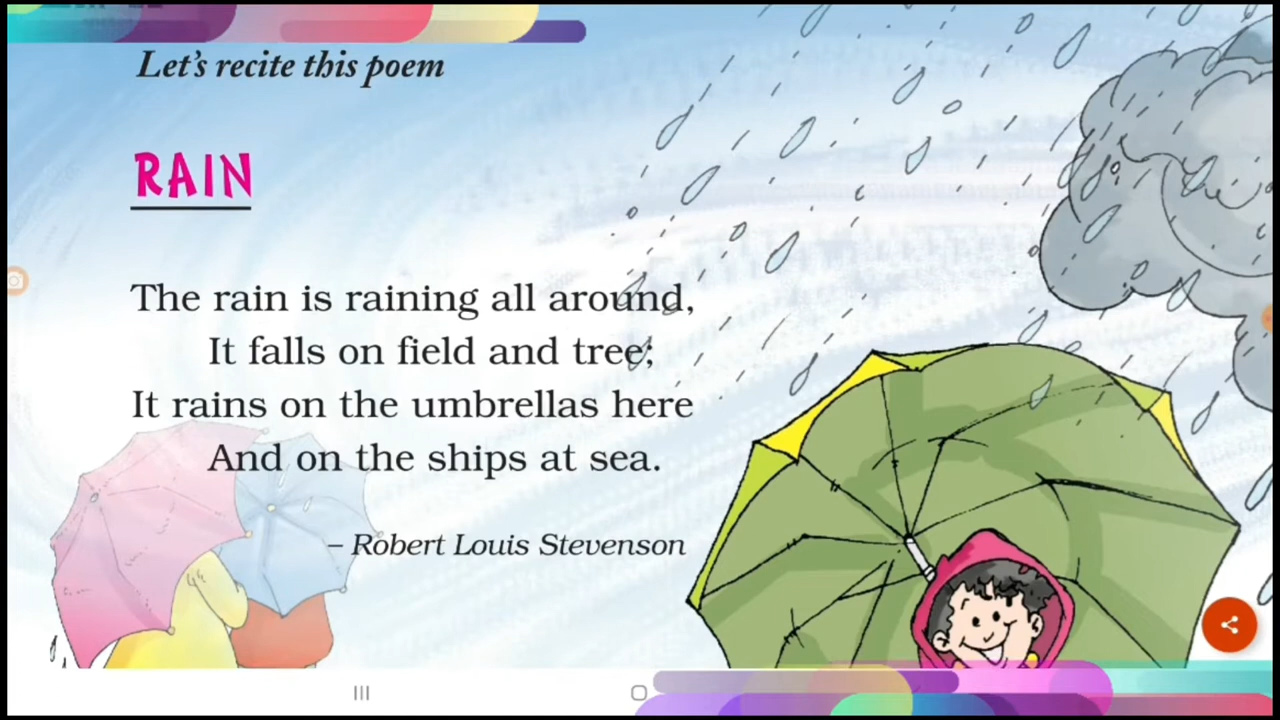 Let's recite this poem
RAIN
The rain is raining all around,
It falls on field and tree;
It rains on the umbrellas here
And on the ships at sea.
– Robert Louis Stevenson